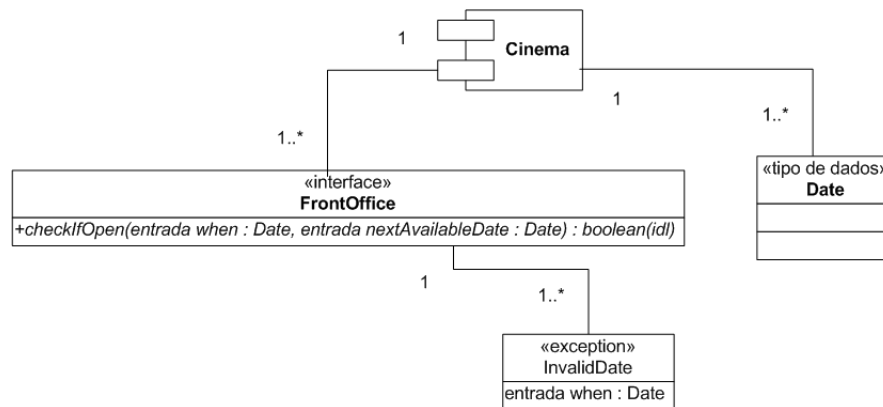 1
Cinema
1
1..*
1..*
«interface»
FrontOffice
+checkIfOpen(entrada when : Date, entrada nextAvailableDate : Date) : boolean(idl)
«tipo de dados»
Date
1
1..*
«exception»
InvalidDate
entrada when : Date